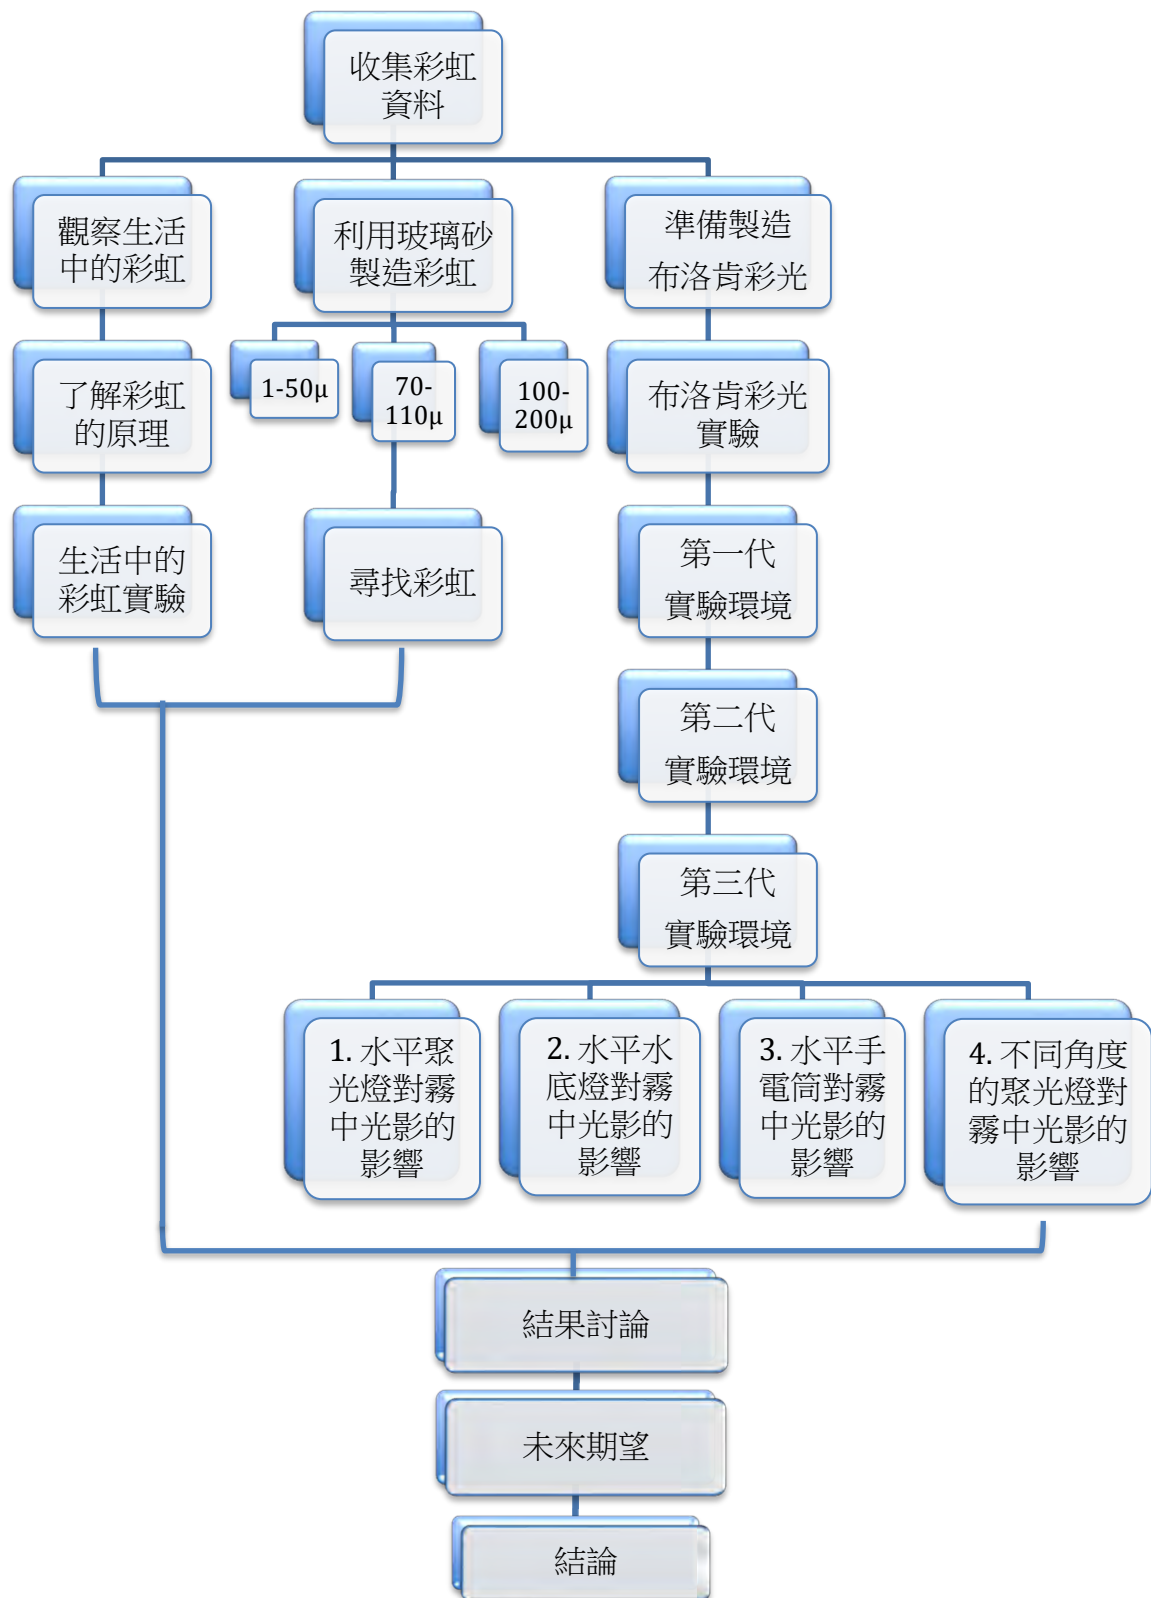 收集彩虹
資料
觀察生活
中的彩虹
利用玻璃砂
製造彩虹
準備製造
布洛肯彩光
了解彩虹
的原理
1-50μ
70-
110μ
100-
200μ
布洛肯彩光
實驗
生活中的
彩虹實驗
尋找彩虹
第一代
實驗環境
第二代
實驗環境
第三代
實驗環境
1. 水平聚
光燈對霧
中光影的
影響
2. 水平水
底燈對霧
中光影的
影響
3. 水平手
電筒對霧
中光影的
影響
4. 不同角度
的聚光燈對
霧中光影的
影響
結果討論
未來期望
結論